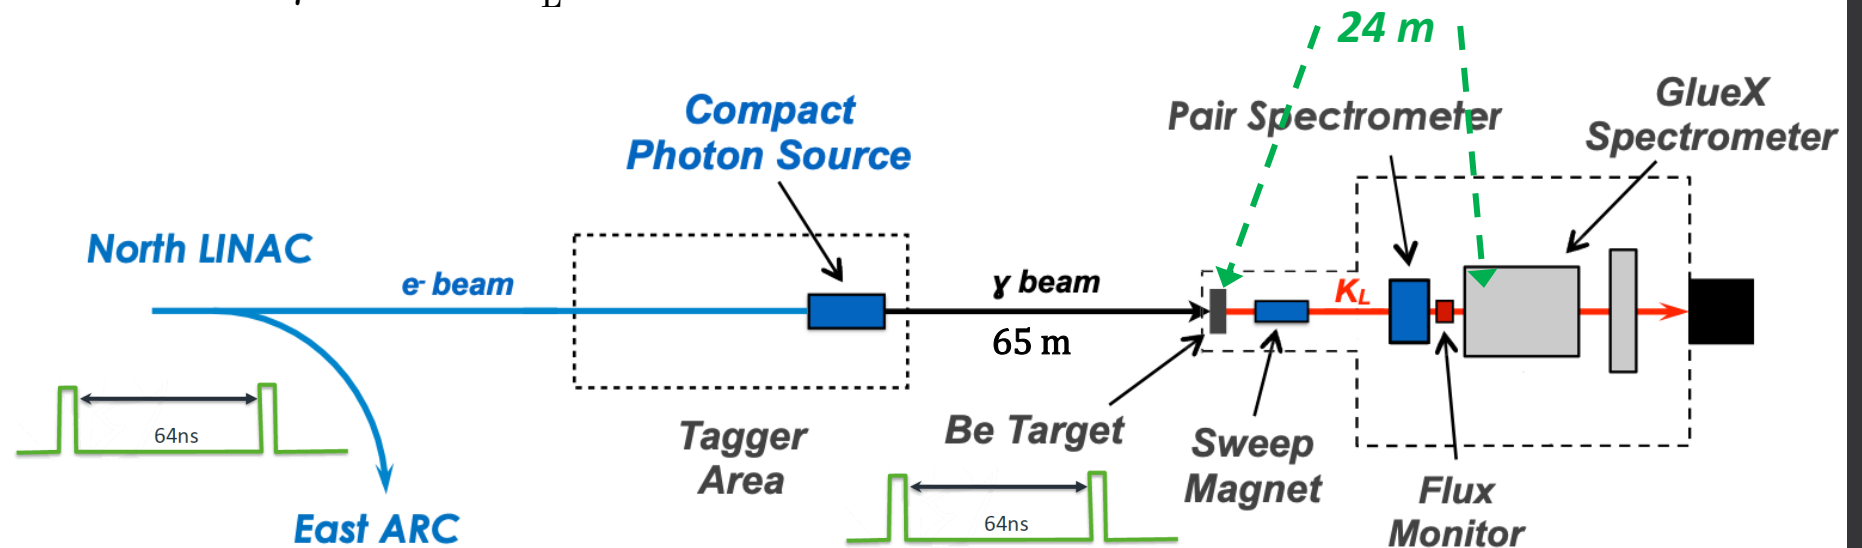 L
24 m
GlueX
Spectrometer
Pair Spectrometer
Compact
Photon Source
North LINAC
e- beam
γ beam
KL
65 m
64ns
Be Target
Tagger
Area
Sweep
Magnet
Flux
Monitor
64ns
East ARC